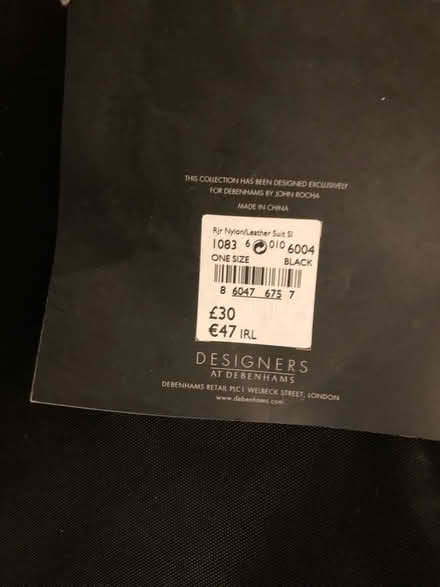 THIS COLLECTION HAS BEEN DESIGNED EXCLUSIVELY
FOR DEBENHAMS BY JOHN ROCHA
MADE IN CHINA
Rjr Nylon/Leather Suit Sl
1083 6 010 6004
ONE SIZE BLACK
8 6047 675 7
£30
€47 IRL
DESIGNERS
AT DEBENHAMS
DEBENHAMS RETAIL PLC 1 WELBECK STREET, LONDON
www.debenhams.com